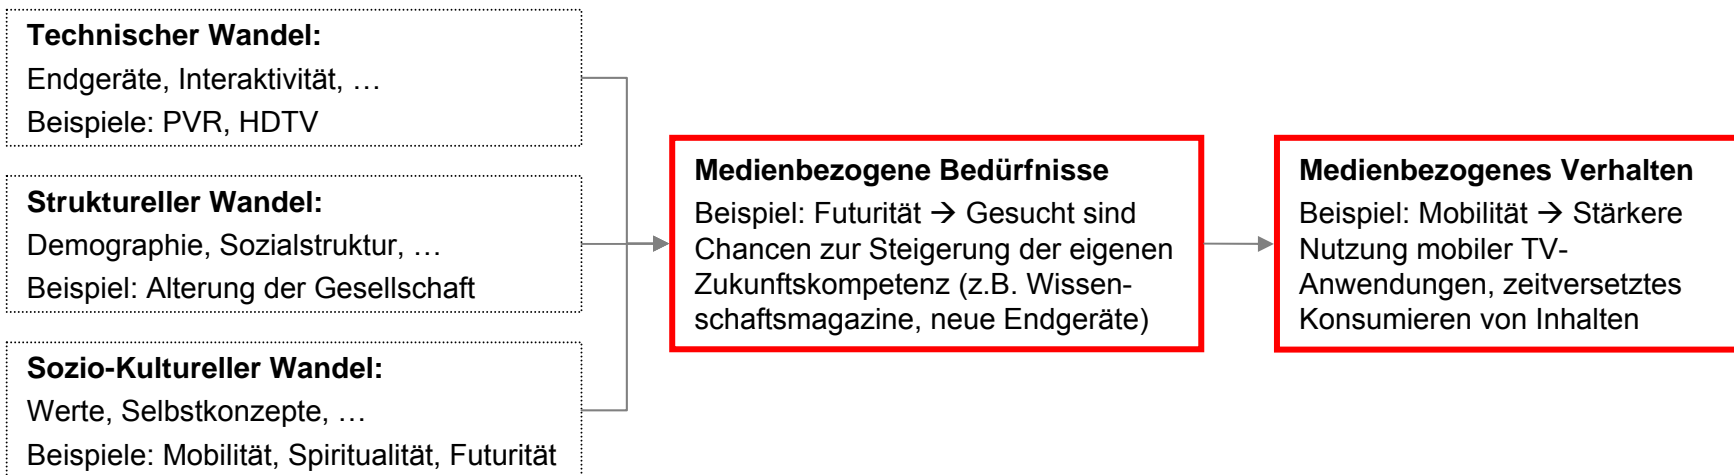 Technischer Wandel:
Endgeräte, Interaktivität, …
Beispiele: PVR, HDTV
Struktureller Wandel:
Demographie, Sozialstruktur, …
Beispiel: Alterung der Gesellschaft
Sozio-Kultureller Wandel:
Werte, Selbstkonzepte, …
Beispiele: Mobilität, Spiritualität, Futurität
Medienbezogene Bedürfnisse
Beispiel: Futurität → Gesucht sind
Chancen zur Steigerung der eigenen
Zukunftskompetenz (z.B. Wissen-
schaftsmagazine, neue Endgeräte)
Medienbezogenes Verhalten
Beispiel: Mobilität → Stärkere
Nutzung mobiler TV-
Anwendungen, zeitversetztes
Konsumieren von Inhalten